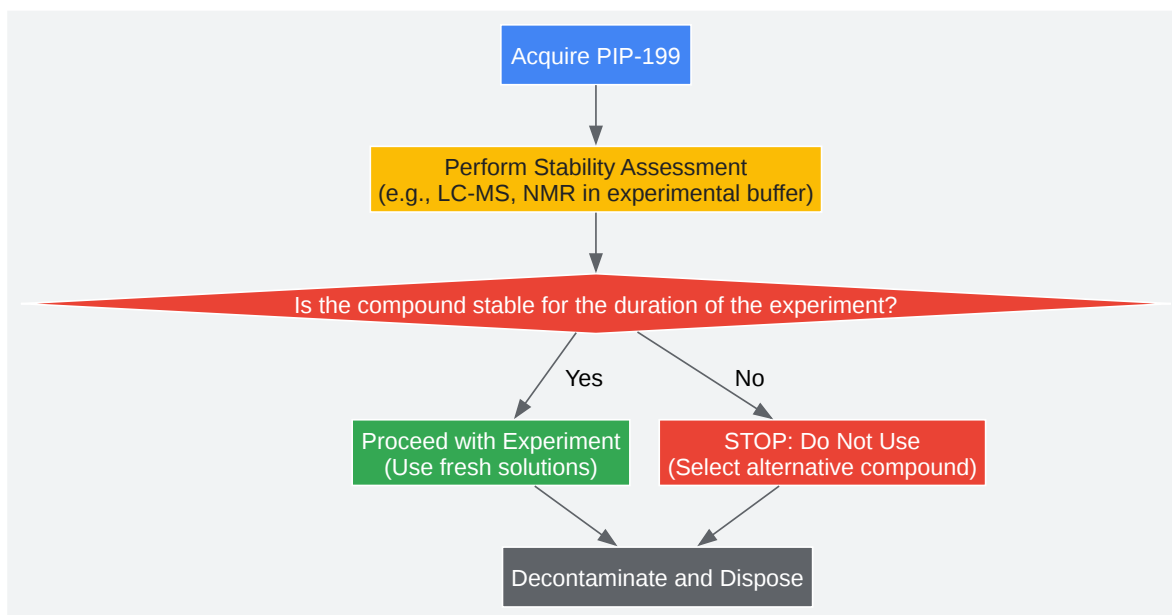 Acquire PIP-199
Perform Stability Assessment
(e.g., LC-MS, NMR in experimental buffer)
Is the compound stable for the duration of the experiment?
Yes
No
Proceed with Experiment
(Use fresh solutions)
STOP: Do Not Use
(Select alternative compound)
Decontaminate and Dispose